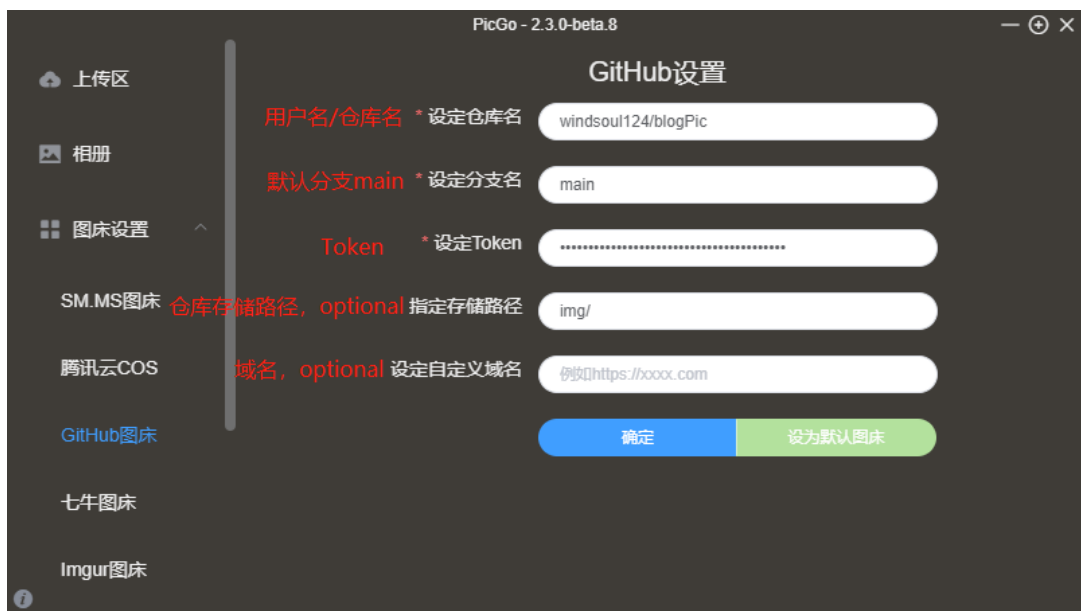 PicGo - 2.3.0-beta.8
上传区
相册
图床设置
SM.MS图床
腾讯云COS
GitHub图床
七牛图床
Imgur图床
GitHub设置
用户名/仓库名 * 设定仓库名 windsoul124/blogPic
默认分支main * 设定分支名 main
Token * 设定Token ••••••••••••••••••••••••••••••••••••••••
仓库存储路径，optional 指定存储路径 img/
域名，optional 设定自定义域名 例如https://xxxx.com
确定 设为默认图床